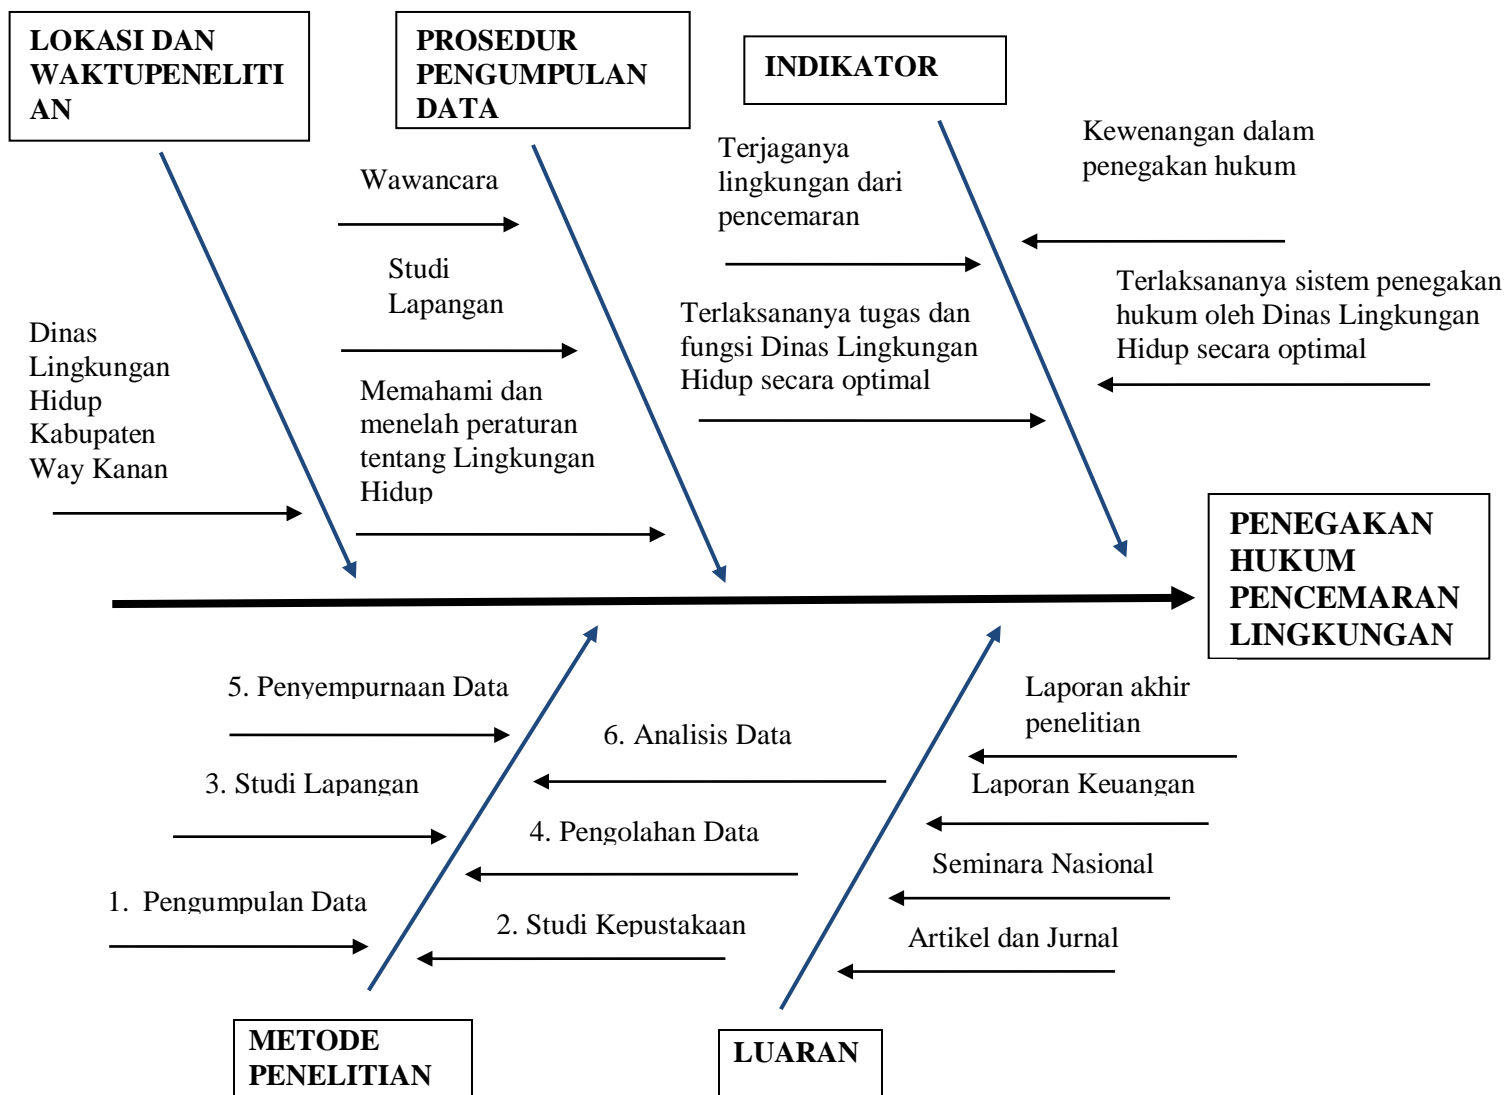 LOKASI DAN
WAKTUPENELITI
AN
PROSEDUR
PENGUMPULAN
DATA
INDIKATOR
Dinas
Lingkungan
Hidup
Kabupaten
Way Kanan
Wawancara
Studi
Lapangan
Memahami dan
menelah peraturan
tentang Lingkungan
Hidup
Terjaganya
lingkungan dari
pencemaran
Terlaksananya tugas dan
fungsi Dinas Lingkungan
Hidup secara optimal
Kewenangan dalam
penegakan hukum
Terlaksananya sistem penegakan
hukum oleh Dinas Lingkungan
Hidup secara optimal
PENEGAKAN
HUKUM
PENCEMARAN
LINGKUNGAN
5. Penyempurnaan Data
3. Studi Lapangan
1. Pengumpulan Data
6. Analisis Data
4. Pengolahan Data
2. Studi Kepustakaan
Laporan akhir
penelitian
Laporan Keuangan
Seminara Nasional
Artikel dan Jurnal
METODE
PENELITIAN
LUARAN